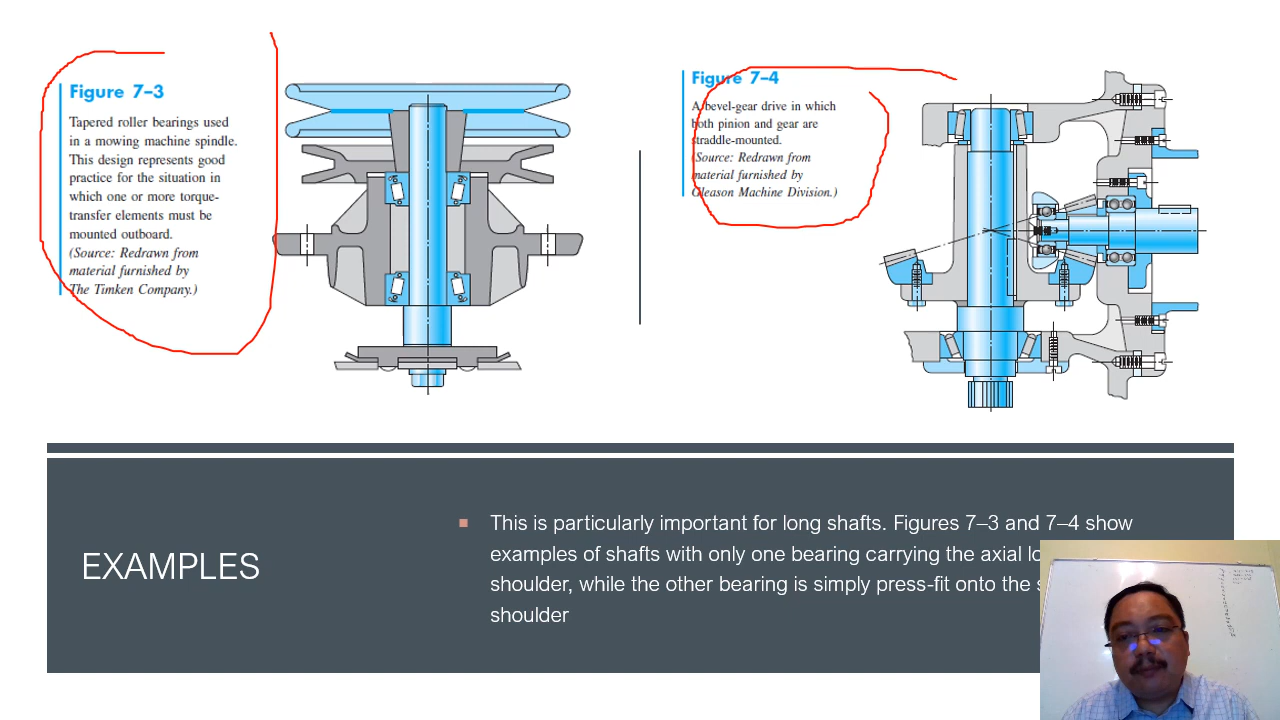 Figure 7–3
Tapered roller bearings used
in a mowing machine spindle.
This design represents good
practice for the situation in
which one or more torque-
transfer elements must be
mounted outboard.
(Source: Redrawn from
material furnished by
The Timken Company.)
Figure 7–4
A bevel-gear drive in which
both pinion and gear are
straddle-mounted.
(Source: Redrawn from
material furnished by
Gleason Machine Division.)
EXAMPLES
This is particularly important for long shafts. Figures 7–3 and 7–4 show
examples of shafts with only one bearing carrying the axial
shoulder, while the other bearing is simply press-fit onto the
shoulder